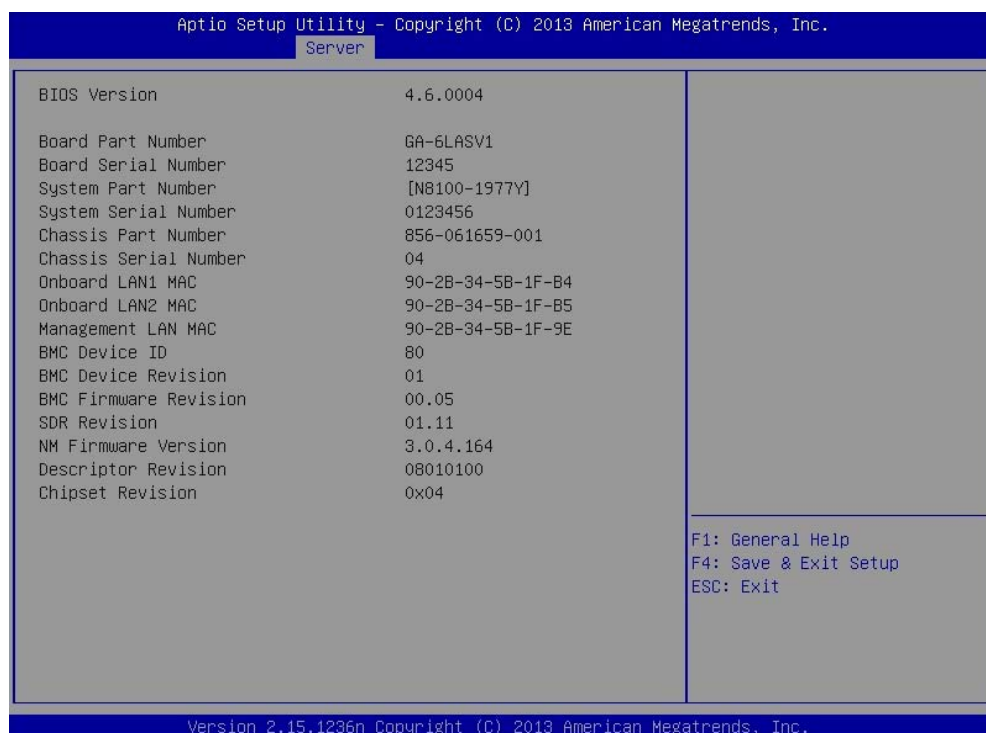 Aptio Setup Utility – Copyright (C) 2013 American Megatrends, Inc.
Server
BIOS Version 4.6.0004
Board Part Number GA-6LASV1
Board Serial Number 12345
System Part Number [N8100-1977Y]
System Serial Number 0123456
Chassis Part Number 856-061659-001
Chassis Serial Number 04
Onboard LAN1 MAC 90-2B-34-5B-1F-B4
Onboard LAN2 MAC 90-2B-34-5B-1F-B5
Management LAN MAC 90-2B-34-5B-1F-9E
BMC Device ID 80
BMC Device Revision 01
BMC Firmware Revision 00.05
SDR Revision 01.11
NM Firmware Version 3.0.4.164
Descriptor Revision 08010100
Chipset Revision 0x04
F1: General Help
F4: Save & Exit Setup
ESC: Exit
Version 2.15.1236n Copyright (C) 2013 American Megatrends, Inc.